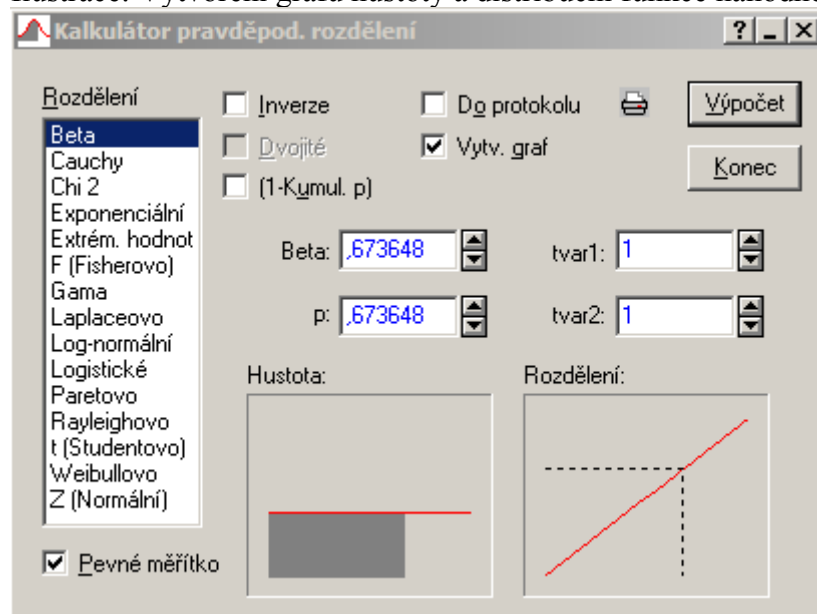 Kalkulátor pravděpod. rozdělení
Rozdělení
Beta
Cauchy
Chi 2
Exponenciální
Extrém. hodnot
F (Fisherovo)
Gama
Laplaceovo
Log-normální
Logistické
Paretovo
Rayleighovo
t (Studentovo)
Weibullovo
Z (Normální)
Pevné měřítko
Inverze
Dvojité
(1-Kumul. p)
Do protokolu
Vytv. graf
Výpočet
Konec
Beta: ,673648
tvar1: 1
p: ,673648
tvar2: 1
Hustota:
Rozdělení: